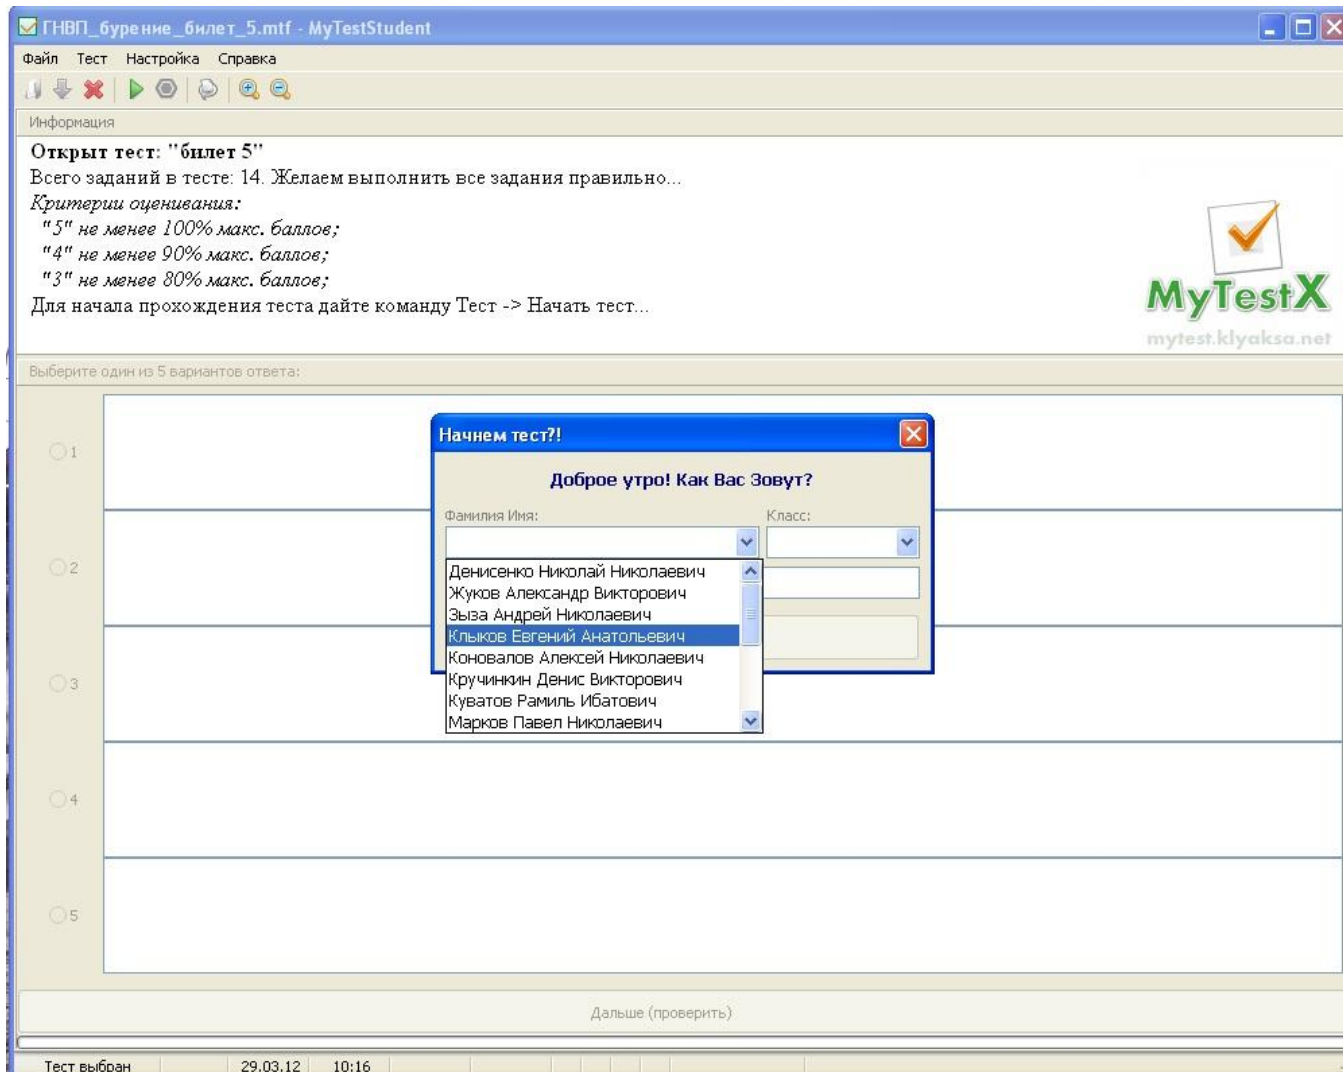 ГНВП_бурение_билет_5.mtf - MyTestStudent
Файл Тест Настройка Справка
Информация
Открыт тест: "билет 5"
Всего заданий в тесте: 14. Желаем выполнить все задания правильно...
Критерии оценивания:
"5" не менее 100% макс. баллов;
"4" не менее 90% макс. баллов;
"3" не менее 80% макс. баллов;
Для начала прохождения теста дайте команду Тест -> Начать тест...
MyTestX
mytest.klyaksa.net
Выберите один из 5 вариантов ответа:
Начнем тест?!
Доброе утро! Как Вас Зовут?
Фамилия Имя: Класс:
Денисенко Николай Николаевич
Жуков Александр Викторович
Зыза Андрей Николаевич
Клыков Евгений Анатольевич
Коновалов Алексей Николаевич
Кручинкин Денис Викторович
Куватов Рамиль Ибатович
Марков Павел Николаевич
1
2
3
4
5
Дальше (проверить)
Тест выбран 29.03.12 10:16